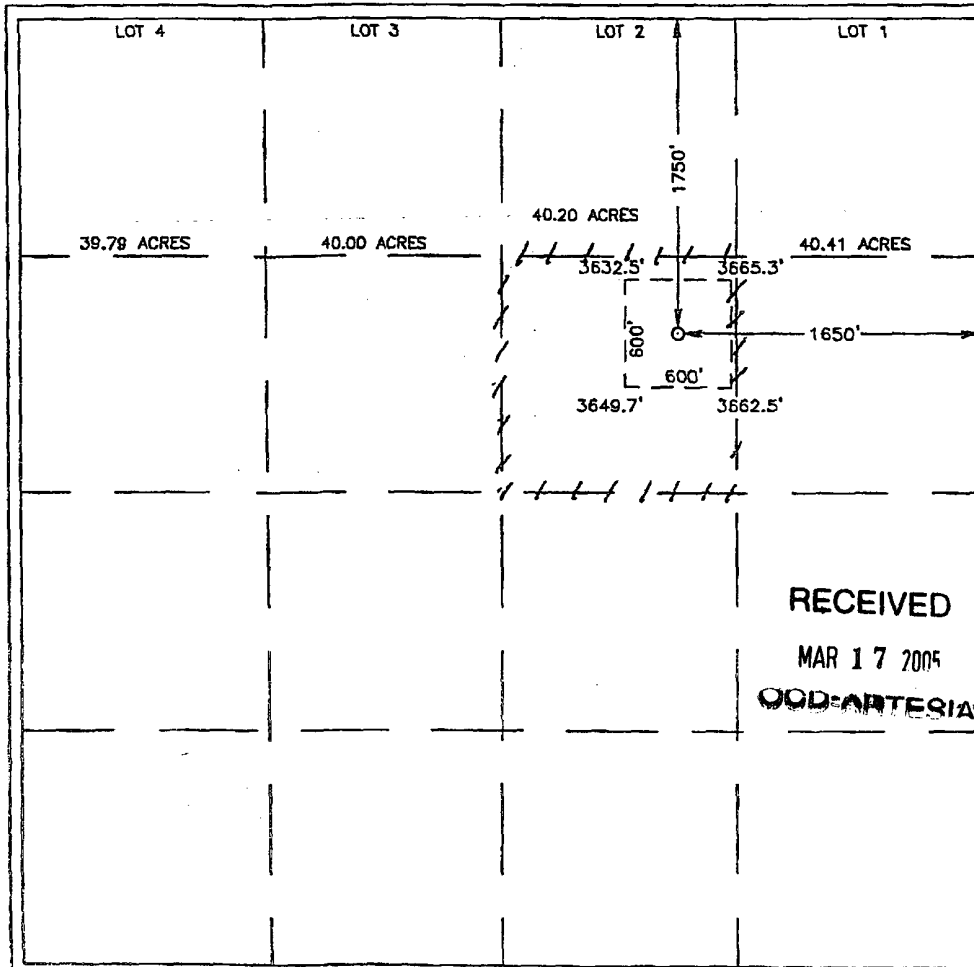 LOT 4 LOT 3 LOT 2 LOT 1
1750'
40.20 ACRES
39.79 ACRES 40.00 ACRES 40.41 ACRES
3632.5' 3665.3'
600'
1650'
600'
3649.7' 3662.5'
RECEIVED
MAR 17 2005
OCD-ARTESIA